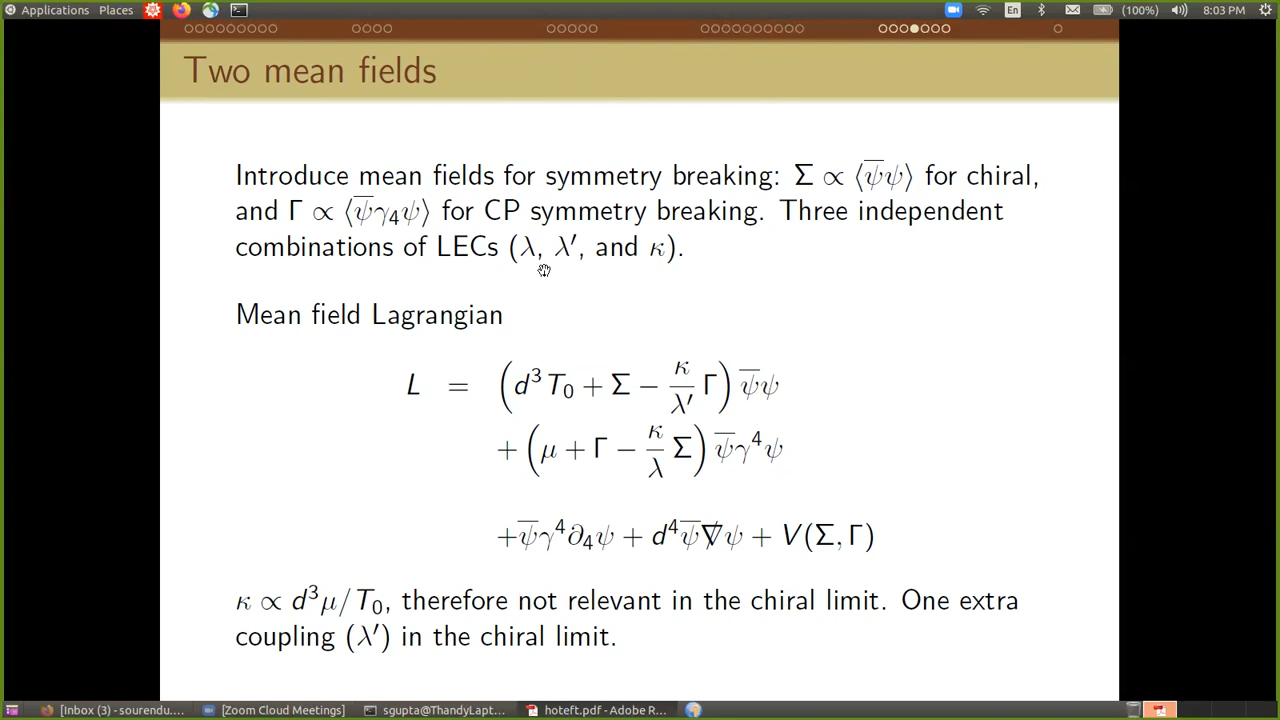 Applications Places En (100%) 8:03 PM
Two mean fields
Introduce mean fields for symmetry breaking: Σ ∝ ⟨ψ̅ψ⟩ for chiral,
and Γ ∝ ⟨ψ̅γ₄ψ⟩ for CP symmetry breaking. Three independent
combinations of LECs (λ, λ′, and κ).
Mean field Lagrangian
L = (d³T₀ + Σ − κ/λ′ Γ) ψ̅ψ
+ (μ + Γ − κ/λ Σ) ψ̅γ⁴ψ
+ψ̅γ⁴∂₄ψ + d⁴ψ̅∇̸ψ + V(Σ, Γ)
κ ∝ d³μ/T₀, therefore not relevant in the chiral limit. One extra
coupling (λ′) in the chiral limit.
[Inbox (3) - sourendu.... [Zoom Cloud Meetings] sgupta@ThandyLapt... hoteft.pdf - Adobe R...